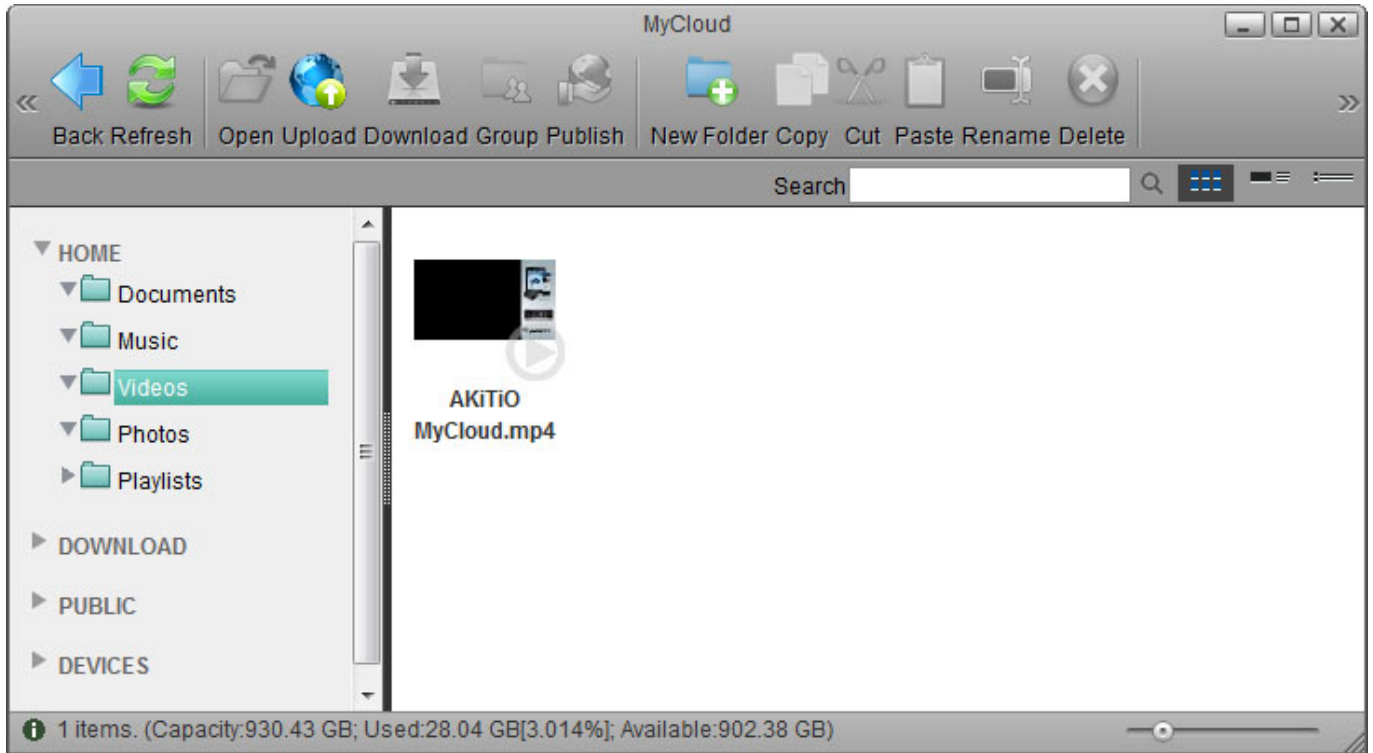 MyCloud
Back Refresh Open Upload Download Group Publish New Folder Copy Cut Paste Rename Delete
Search
HOME
Documents
Music
Videos
Photos
Playlists
DOWNLOAD
PUBLIC
DEVICES
AKiTiO
MyCloud.mp4
1 items. (Capacity:930.43 GB; Used:28.04 GB[3.014%]; Available:902.38 GB)